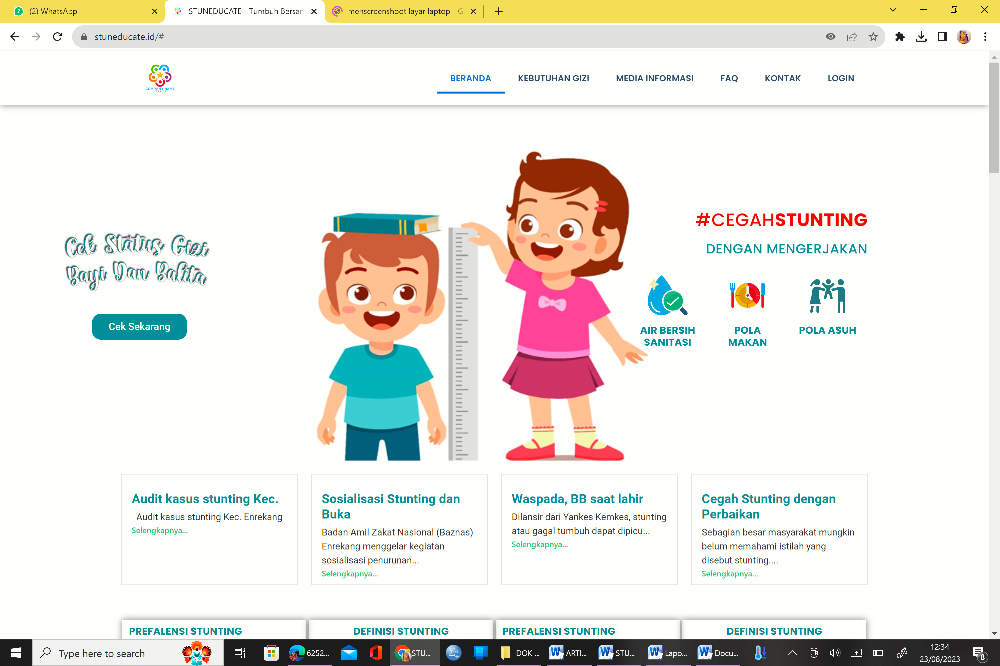 2
(2) WhatsApp
STUNEDUCATE - Tumbuh Bersam
menscreenshoot layar laptop - G
stuneducate.id/#
COMPANY NAME
TAGLINE
BERANDA
KEBUTUHAN GIZI
MEDIA INFORMASI
FAQ
KONTAK
LOGIN
Cek Status Gizi
Bayi Dan Balita
Cek Sekarang
#CEGAHSTUNTING
DENGAN MENGERJAKAN
AIR BERSIH
SANITASI
POLA
MAKAN
POLA ASUH
Audit kasus stunting Kec.
Audit kasus stunting Kec. Enrekang
Selengkapnya...
Sosialisasi Stunting dan
Buka
Badan Amil Zakat Nasional (Baznas)
Enrekang menggelar kegiatan
sosialisasi penurunan...
Selengkapnya...
Waspada, BB saat lahir
Dilansir dari Yankes Kemkes, stunting
atau gagal tumbuh dapat dipicu...
Selengkapnya...
Cegah Stunting dengan
Perbaikan
Sebagian besar masyarakat mungkin
belum memahami istilah yang
disebut stunting....
Selengkapnya...
PREFALENSI STUNTING
DEFINISI STUNTING
PREFALENSI STUNTING
DEFINISI STUNTING
Type here to search
6252...
STU...
DOK ...
ARTI...
STU...
Lapo...
Docu...
12:34
23/08/2023
8